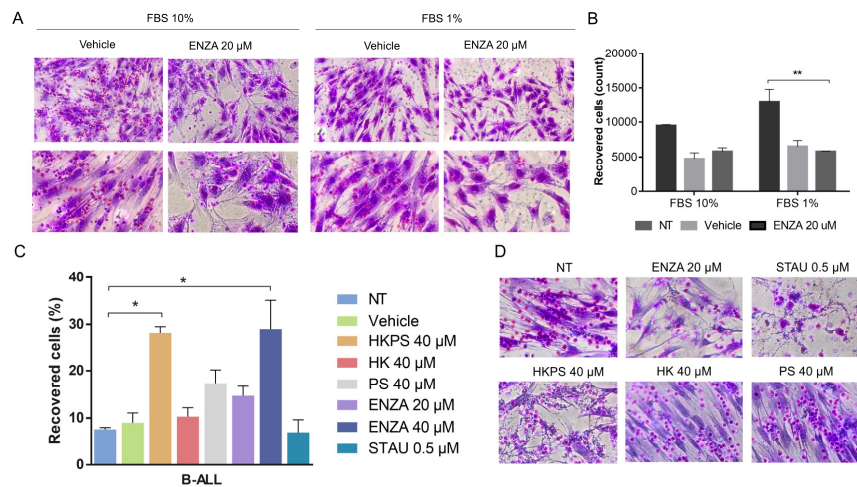 A
FBS 10%
FBS 1%
Vehicle
ENZA 20 µM
Vehicle
ENZA 20 µM
B
Recovered cells (count)
20000
15000
10000
5000
0
**
FBS 10%
FBS 1%
NT
Vehicle
ENZA 20 uM
C
Recovered cells (%)
40
30
20
10
0
*
*
B-ALL
NT
Vehicle
HKPS 40 µM
HK 40 µM
PS 40 µM
ENZA 20 µM
ENZA 40 µM
STAU 0.5 µM
D
NT
ENZA 20 µM
STAU 0.5 µM
HKPS 40 µM
HK 40 µM
PS 40 µM